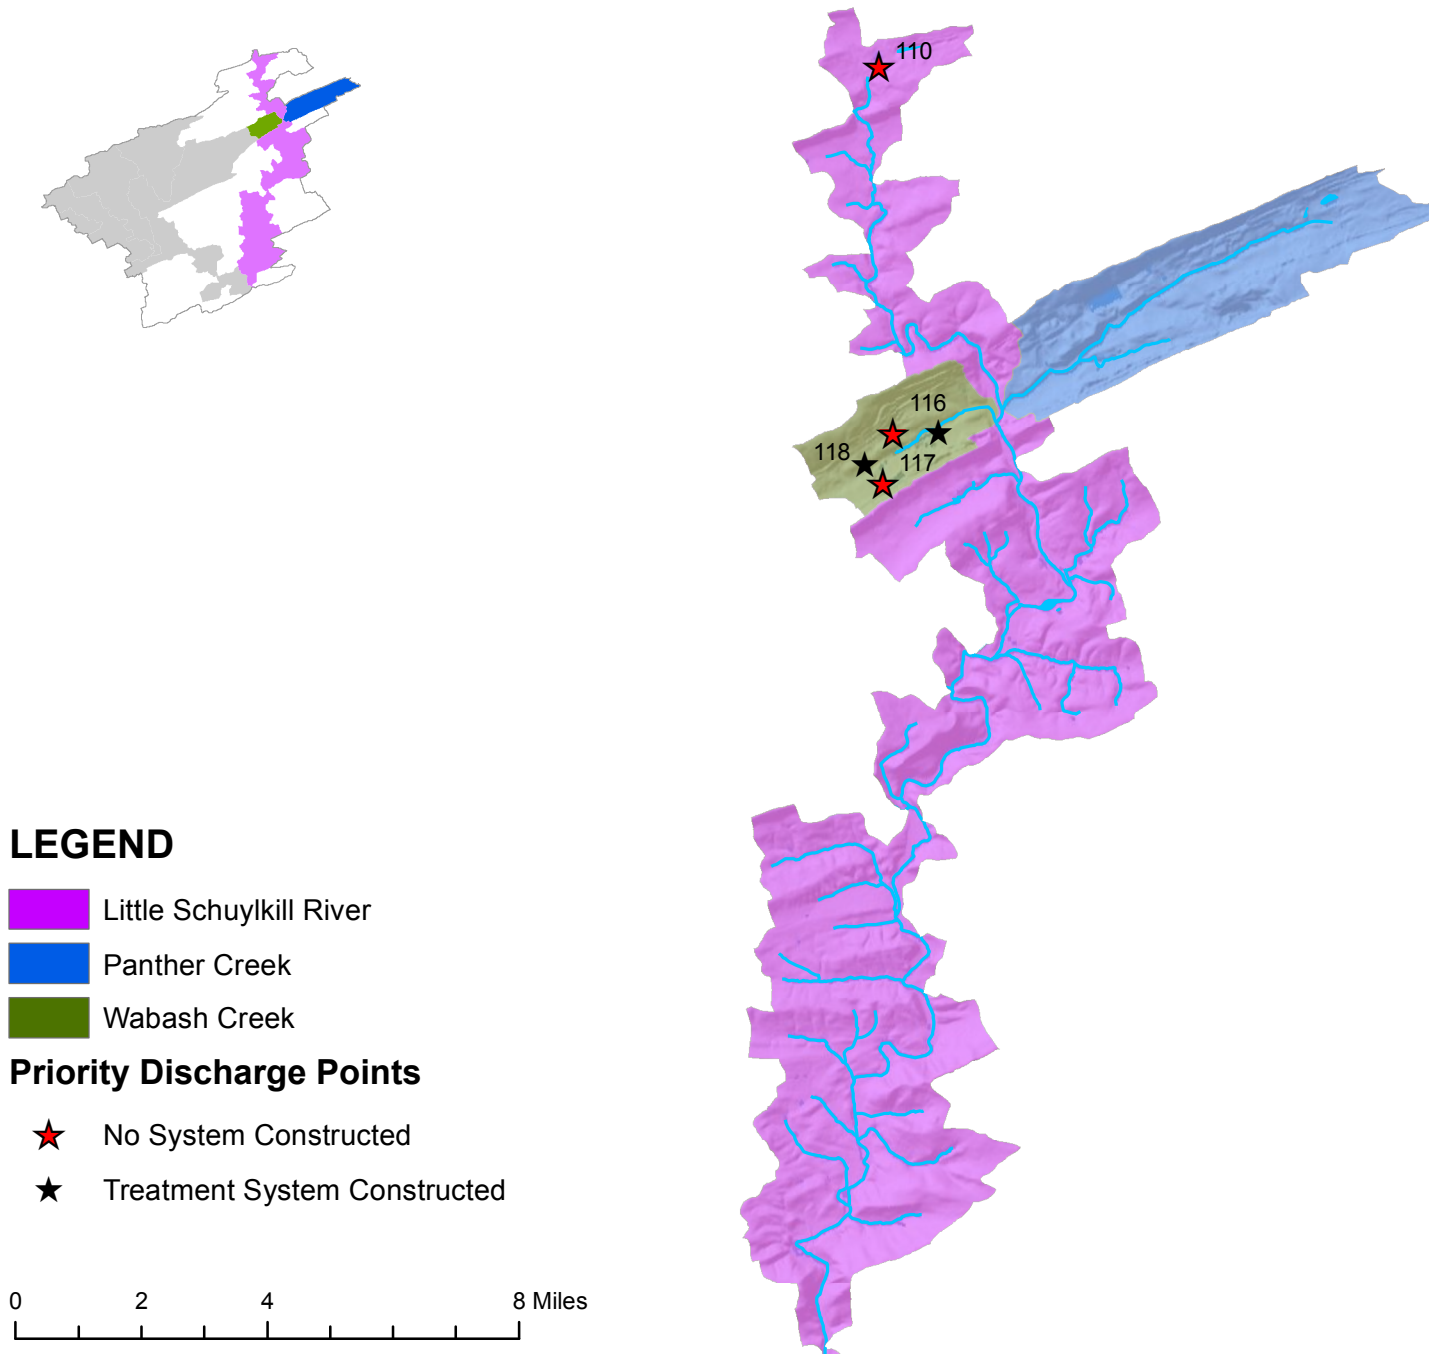 110
116
118
117
LEGEND
Little Schuylkill River
Panther Creek
Wabash Creek
Priority Discharge Points
No System Constructed
Treatment System Constructed
0 2 4 8 Miles